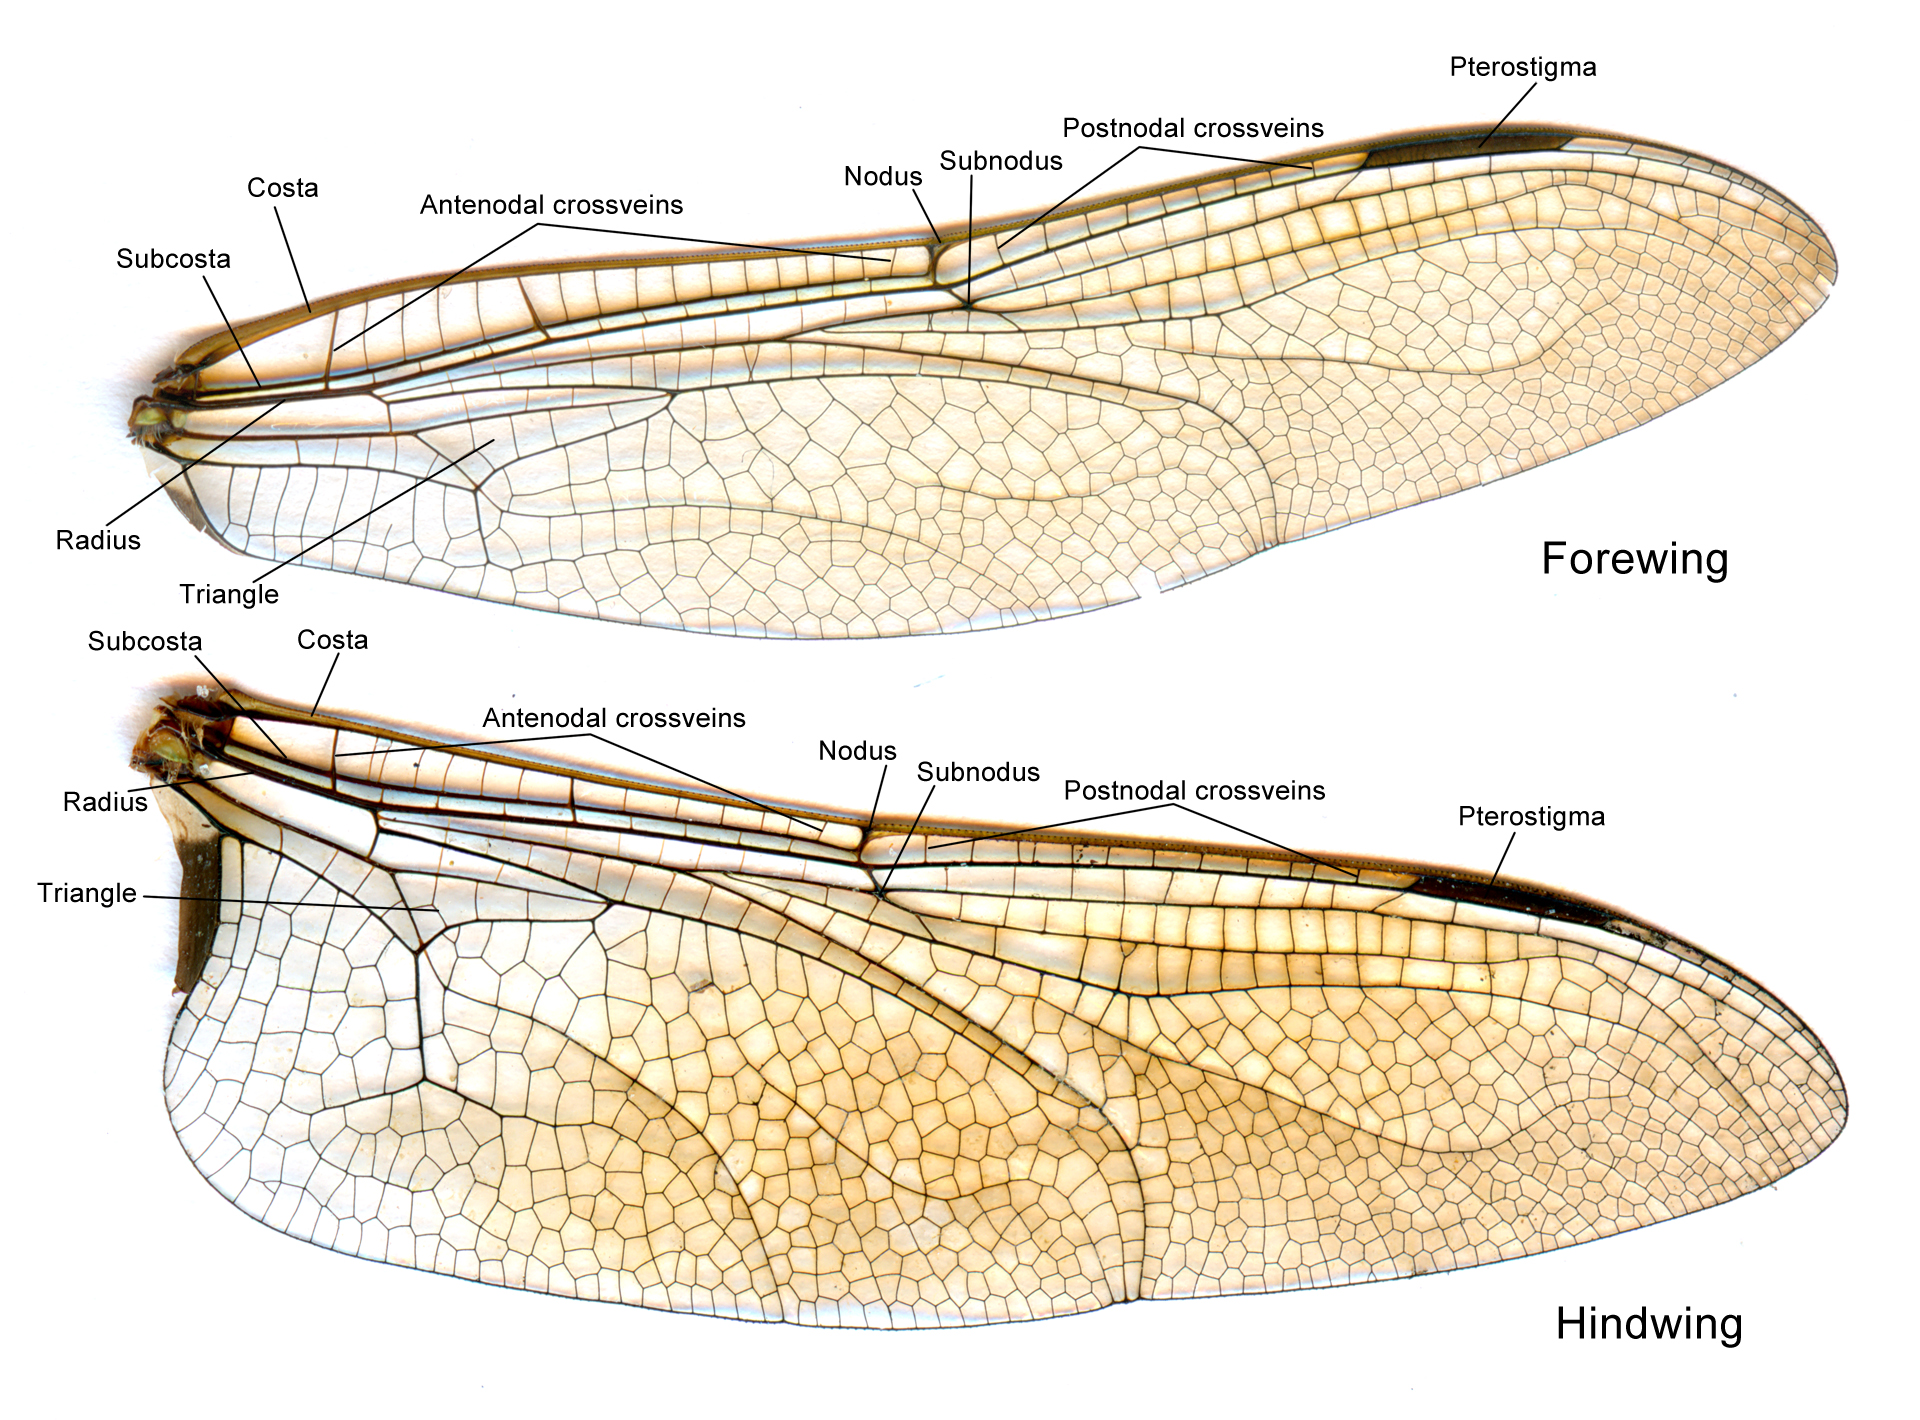 Pterostigma
Postnodal crossveins
Subnodus
Nodus
Costa
Antenodal crossveins
Subcosta
Radius
Forewing
Triangle
Subcosta
Costa
Antenodal crossveins
Nodus
Subnodus
Postnodal crossveins
Radius
Pterostigma
Triangle
Hindwing